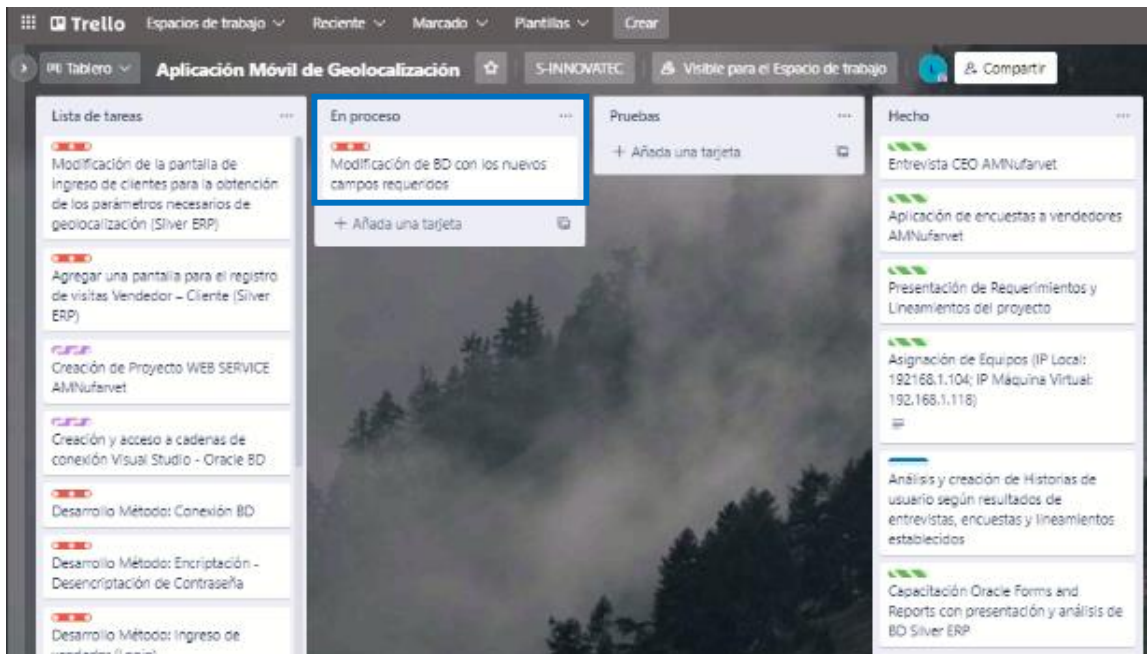 Trello Espacios de trabajo Reciente Marcado Plantillas Crear
Tablero Aplicación Móvil de Geolocalización S-INNOVATEC Visible para el Espacio de trabajo Compartir
Lista de tareas
Modificación de la pantalla de
ingreso de clientes para la obtención
de los parámetros necesarios de
geolocalización (Silver ERP)
Agregar una pantalla para el registro
de visitas Vendedor – Cliente (Silver
ERP)
Creación de Proyecto WEB SERVICE
AMNufarvet
Creación y acceso a cadenas de
conexión Visual Studio - Oracle BD
Desarrollo Método: Conexión BD
Desarrollo Método: Encriptación -
Desencriptación de Contraseña
Desarrollo Método: Ingreso de
vendedor (Login)
En proceso
Modificación de BD con los nuevos
campos requeridos
+ Añada una tarjeta
Pruebas
+ Añada una tarjeta
Hecho
Entrevista CEO AMNufarvet
Aplicación de encuestas a vendedores
AMNufarvet
Presentación de Requerimientos y
Lineamientos del proyecto
Asignación de Equipos (IP Local:
192168.1.104; IP Máquina Virtual:
192.168.1.118)
Análisis y creación de Historias de
usuario según resultados de
entrevistas, encuestas y lineamientos
establecidos
Capacitación Oracle Forms and
Reports con presentación y análisis de
BD Silver ERP